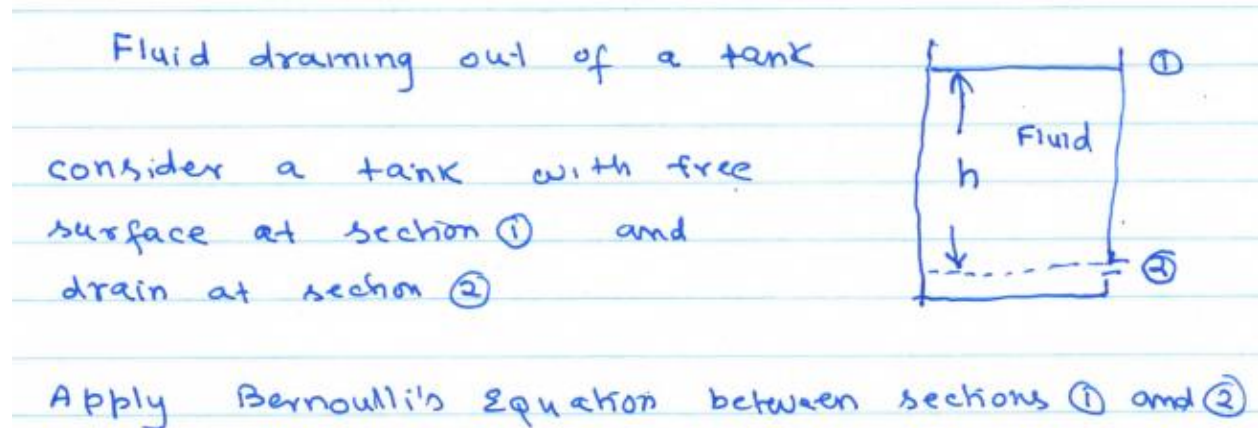 Fluid draining out of a tank
①
Fluid
consider a tank with free
h
surface at section ① and
drain at section ②
②
Apply Bernoulli's Equation between sections ① and ②